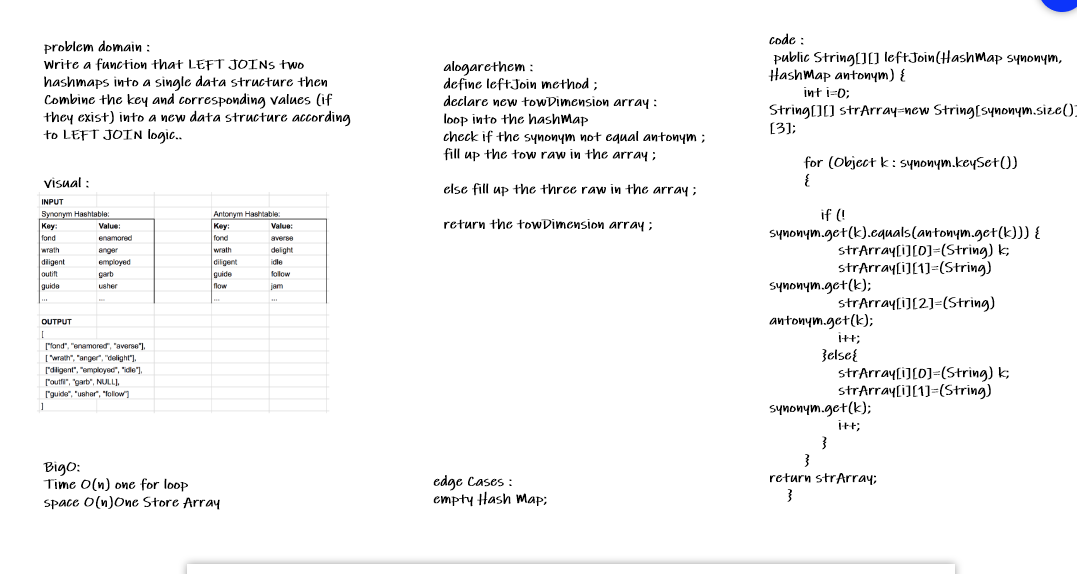 problem domain :
Write a function that LEFT JOINs two
hashmaps into a single data structure then
Combine the key and corresponding values (if
they exist) into a new data structure according
to LEFT JOIN logic..
visual :
INPUT
Synonym Hashtable: Antonym Hashtable:
Key: Value: Key: Value:
fond enamored fond averse
wrath anger wrath delight
diligent employed diligent idle
outfit garb guide follow
guide usher flow jam
... ... ... ...
OUTPUT
[
["fond", "enamored", "averse"],
[ "wrath", "anger", "delight"],
["diligent", "employed", "idle"],
["outfit", "garb", NULL],
["guide", "usher", "follow"]
]
BigO:
Time O(n) one for loop
space O(n)One Store Array
alogarethem :
define leftJoin method ;
declare new towDimension array :
loop into the hashMap
check if the synonym not equal antonym ;
fill up the tow raw in the array ;
else fill up the three raw in the array ;
return the towDimension array ;
edge Cases :
empty Hash Map;
code :
public String[][] leftJoin(HashMap synonym,
HashMap antonym) {
int i=0;
String[][] strArray=new String[synonym.size()]
[3];
for (Object k : synonym.keySet())
{
if (!
synonym.get(k).equals(antonym.get(k))) {
strArray[i][0]=(String) k;
strArray[i][1]=(String)
synonym.get(k);
strArray[i][2]=(String)
antonym.get(k);
i++;
}else{
strArray[i][0]=(String) k;
strArray[i][1]=(String)
synonym.get(k);
i++;
}
}
return strArray;
}